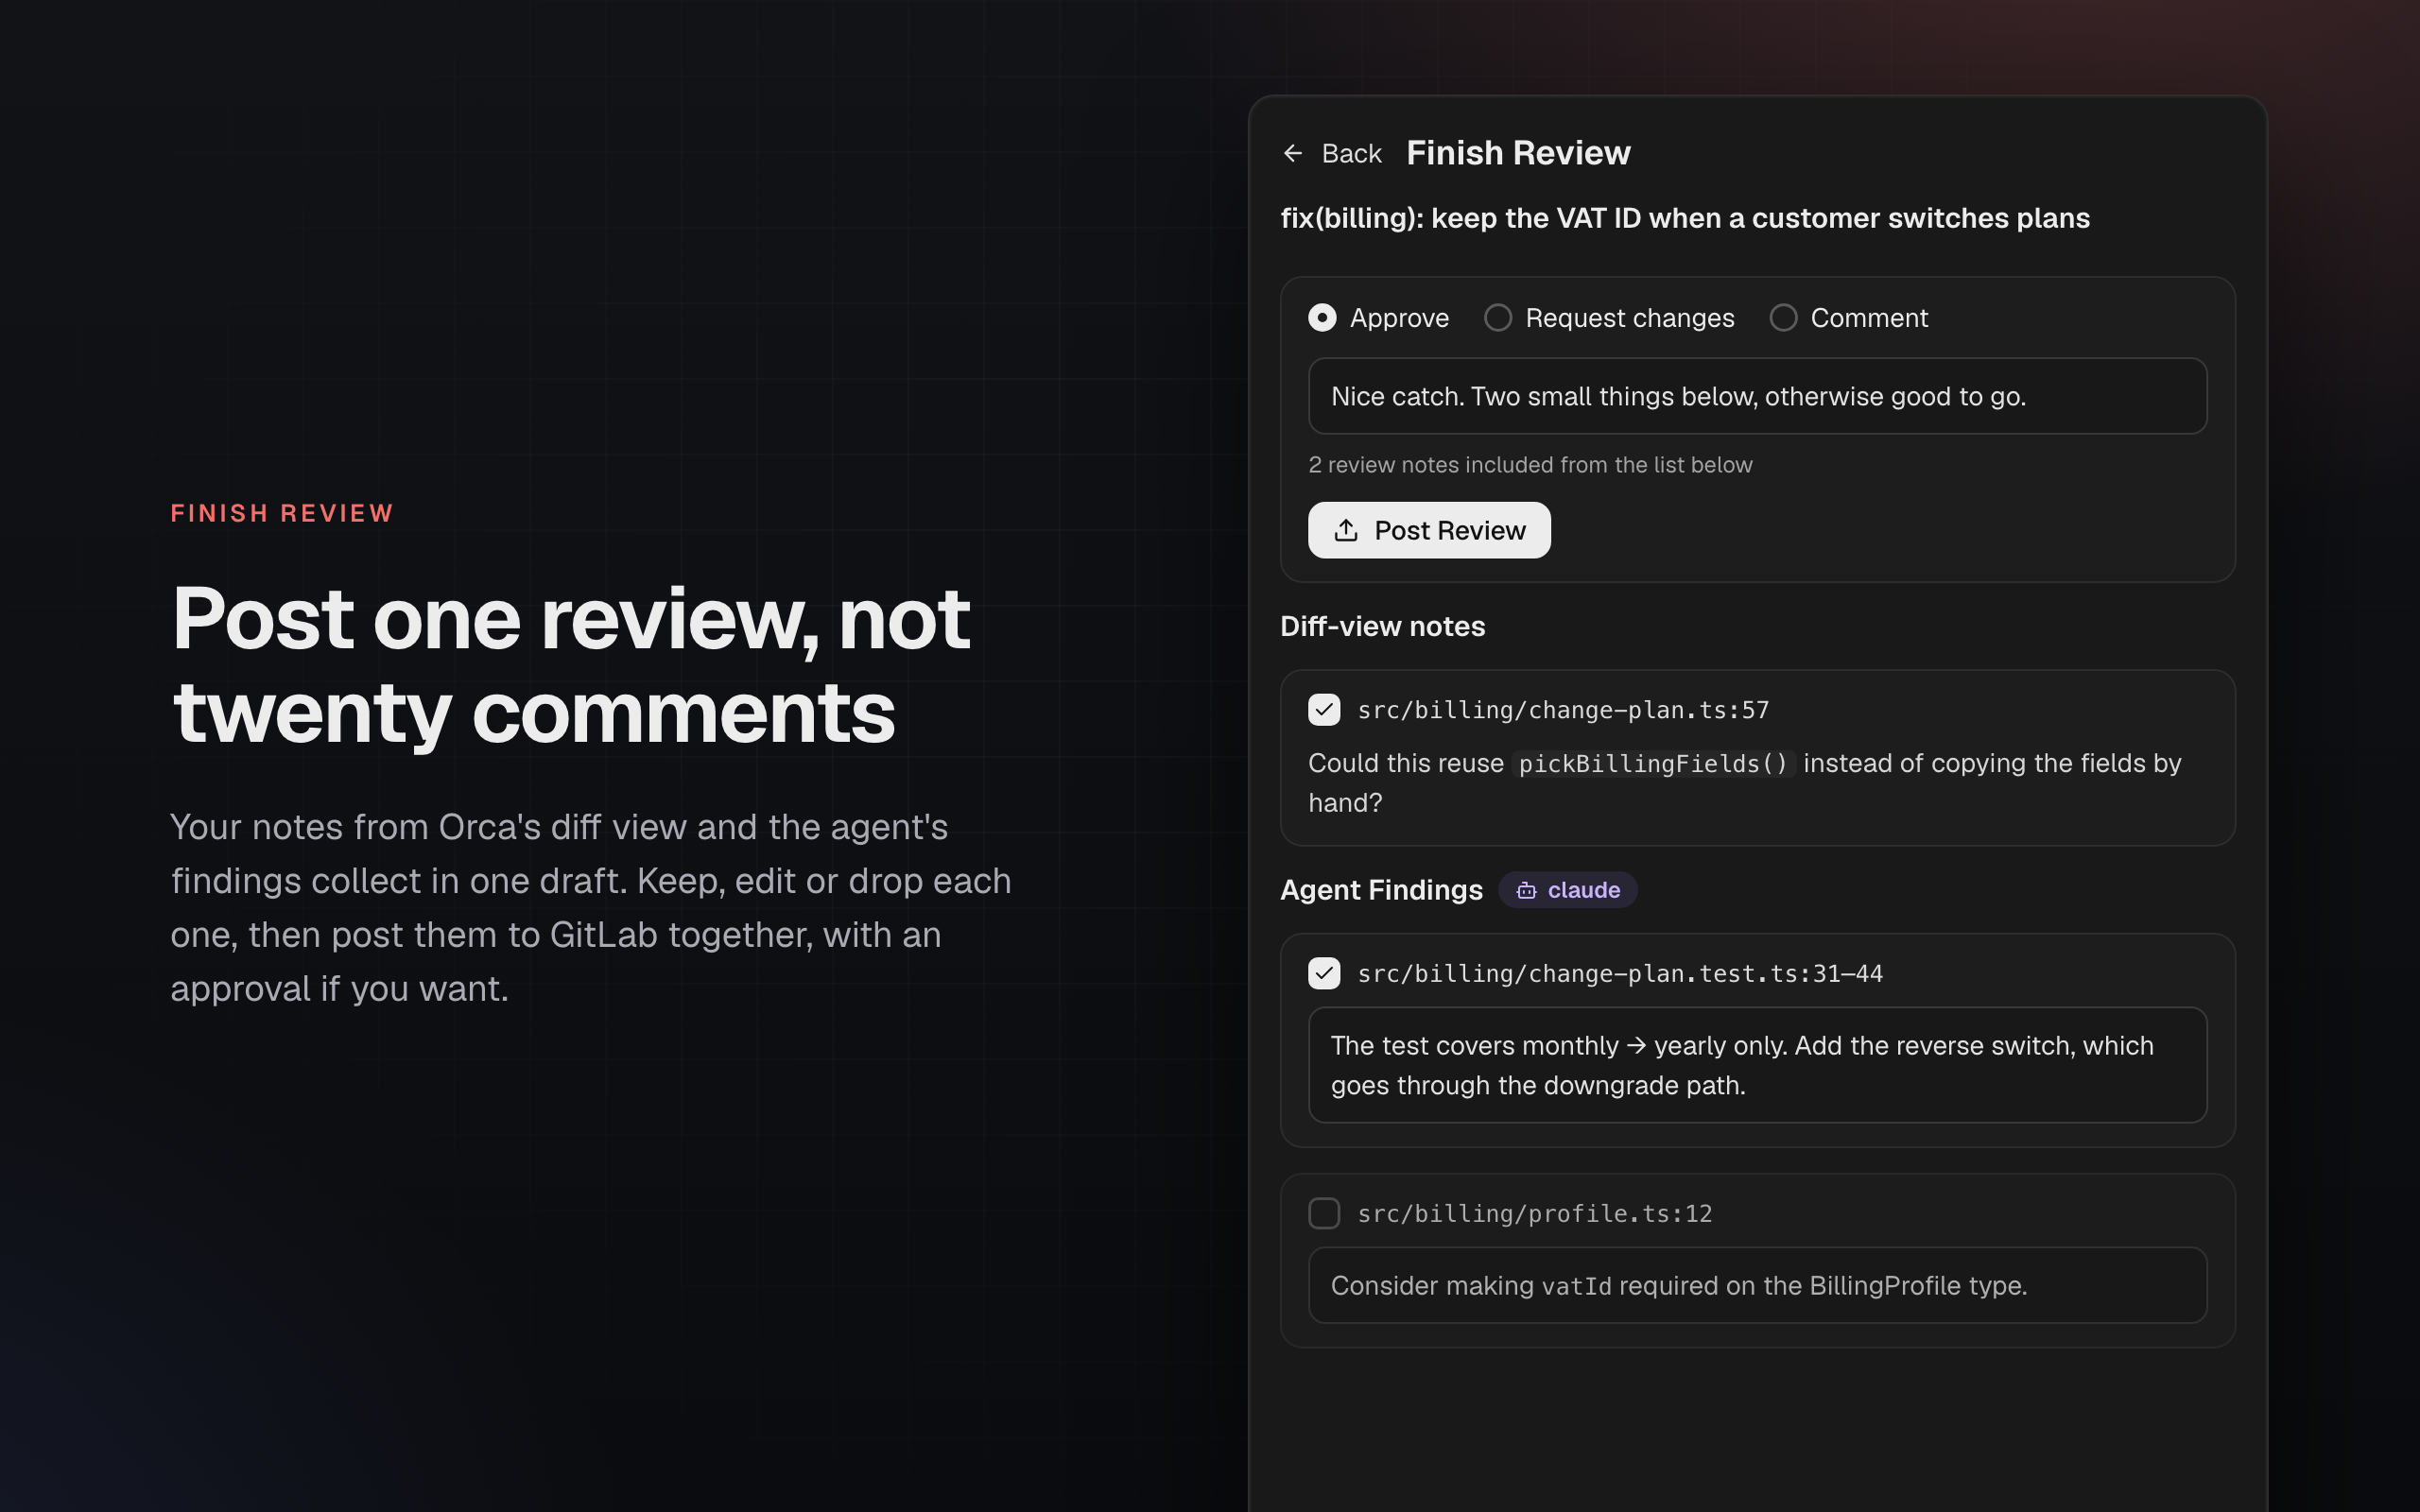 FINISH REVIEW
Post one review, not
twenty comments
Your notes from Orca's diff view and the agent's
findings collect in one draft. Keep, edit or drop each
one, then post them to GitLab together, with an
approval if you want.
← Back Finish Review
fix(billing): keep the VAT ID when a customer switches plans
Approve Request changes Comment
Nice catch. Two small things below, otherwise good to go.
2 review notes included from the list below
Post Review
Diff-view notes
src/billing/change-plan.ts:57
Could this reuse pickBillingFields() instead of copying the fields by
hand?
Agent Findings claude
src/billing/change-plan.test.ts:31–44
The test covers monthly → yearly only. Add the reverse switch, which
goes through the downgrade path.
src/billing/profile.ts:12
Consider making vatId required on the BillingProfile type.